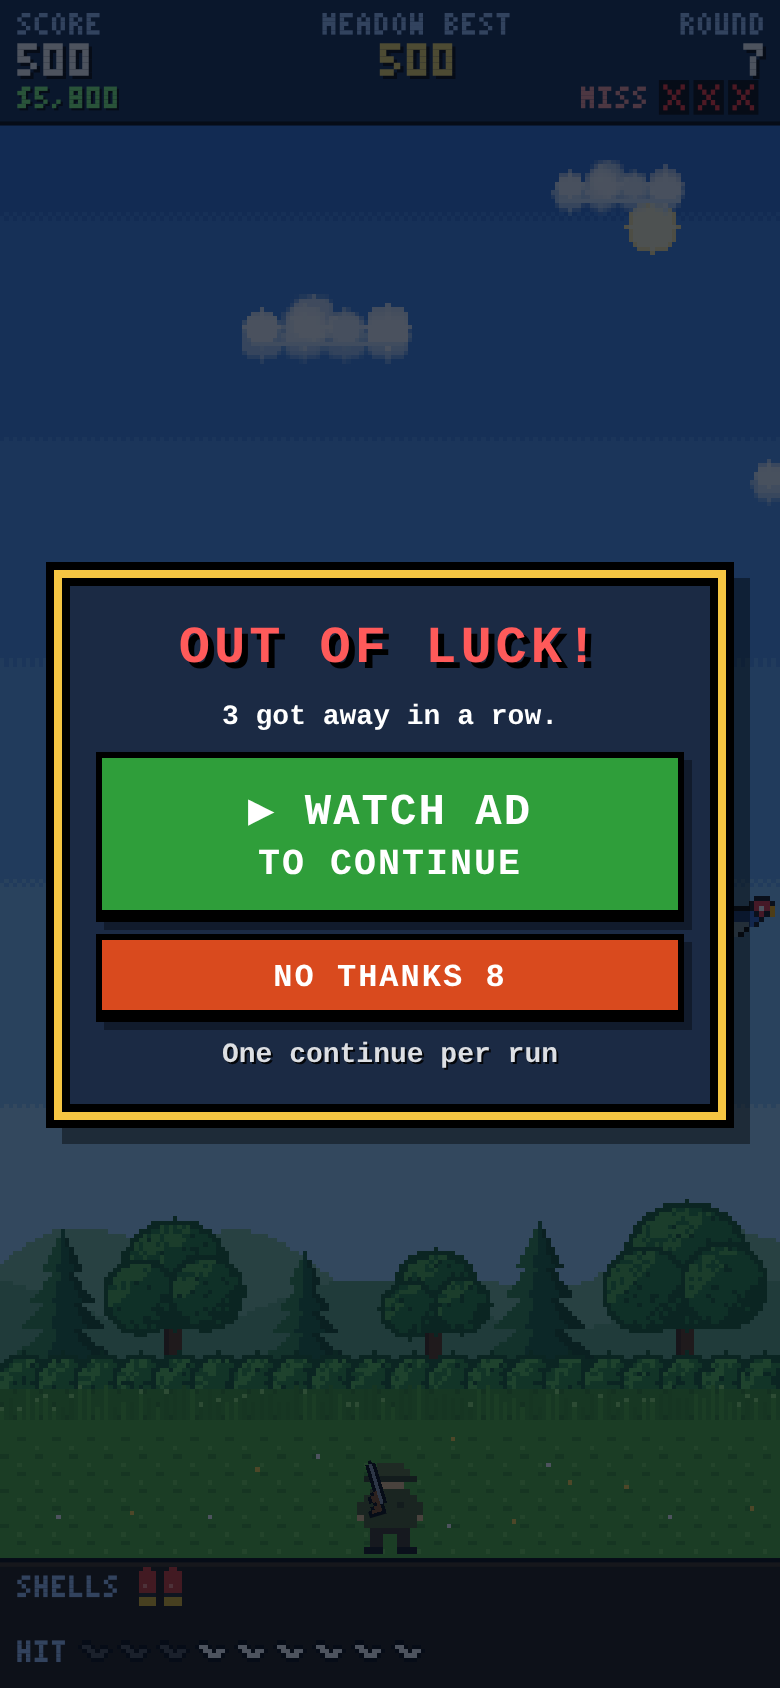 SCORE MEADOW BEST ROUND
500 500 7
$5,800 MISS X X X
OUT OF LUCK!
3 got away in a row.
▶ WATCH AD
TO CONTINUE
NO THANKS 8
One continue per run
SHELLS
HIT